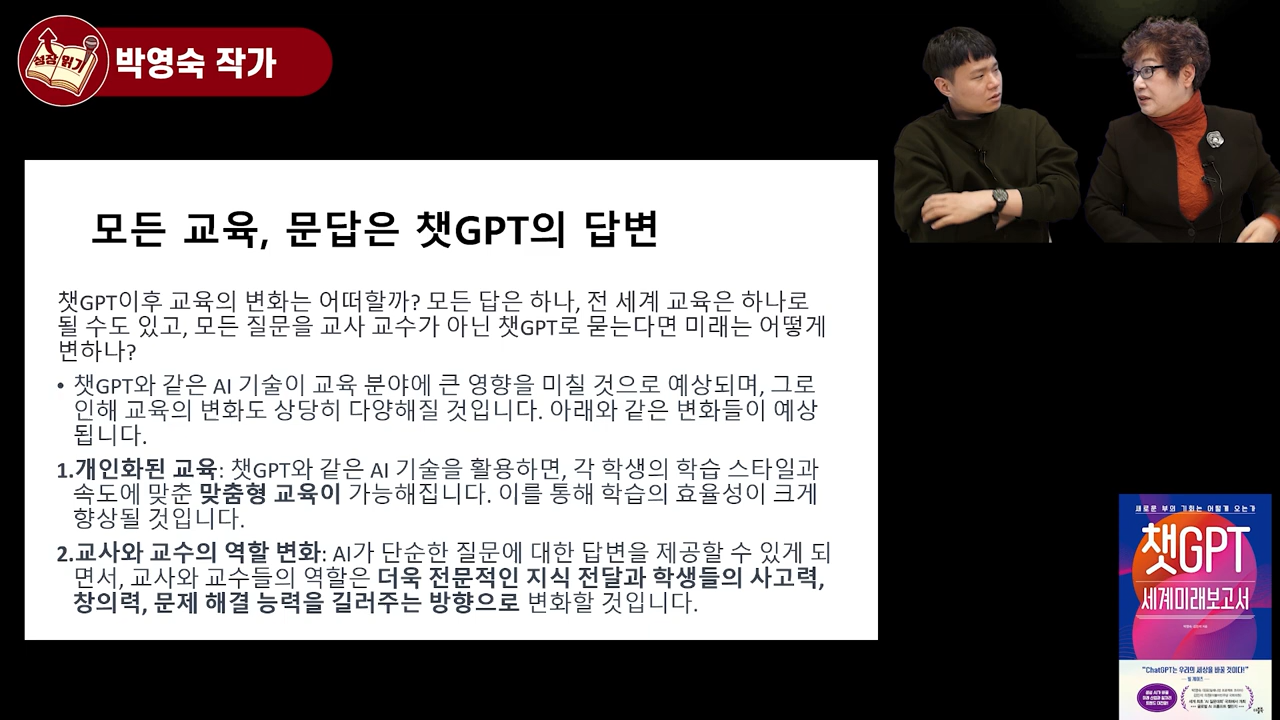 성장 읽기
박영숙 작가
모든 교육, 문답은 챗GPT의 답변
챗GPT이후 교육의 변화는 어떠할까? 모든 답은 하나, 전 세계 교육은 하나로
될 수도 있고, 모든 질문을 교사 교수가 아닌 챗GPT로 묻는다면 미래는 어떻게
변하나?
• 챗GPT와 같은 AI 기술이 교육 분야에 큰 영향을 미칠 것으로 예상되며, 그로
인해 교육의 변화도 상당히 다양해질 것입니다. 아래와 같은 변화들이 예상
됩니다.
1.개인화된 교육: 챗GPT와 같은 AI 기술을 활용하면, 각 학생의 학습 스타일과
속도에 맞춘 맞춤형 교육이 가능해집니다. 이를 통해 학습의 효율성이 크게
향상될 것입니다.
2.교사와 교수의 역할 변화: AI가 단순한 질문에 대한 답변을 제공할 수 있게 되
면서, 교사와 교수들의 역할은 더욱 전문적인 지식 전달과 학생들의 사고력,
창의력, 문제 해결 능력을 길러주는 방향으로 변화할 것입니다.
새로운 부의 기회는 어떻게 오는가
챗GPT
세계미래보고서
"ChatGPT는 우리의 세상을 바꿀 것이다!"